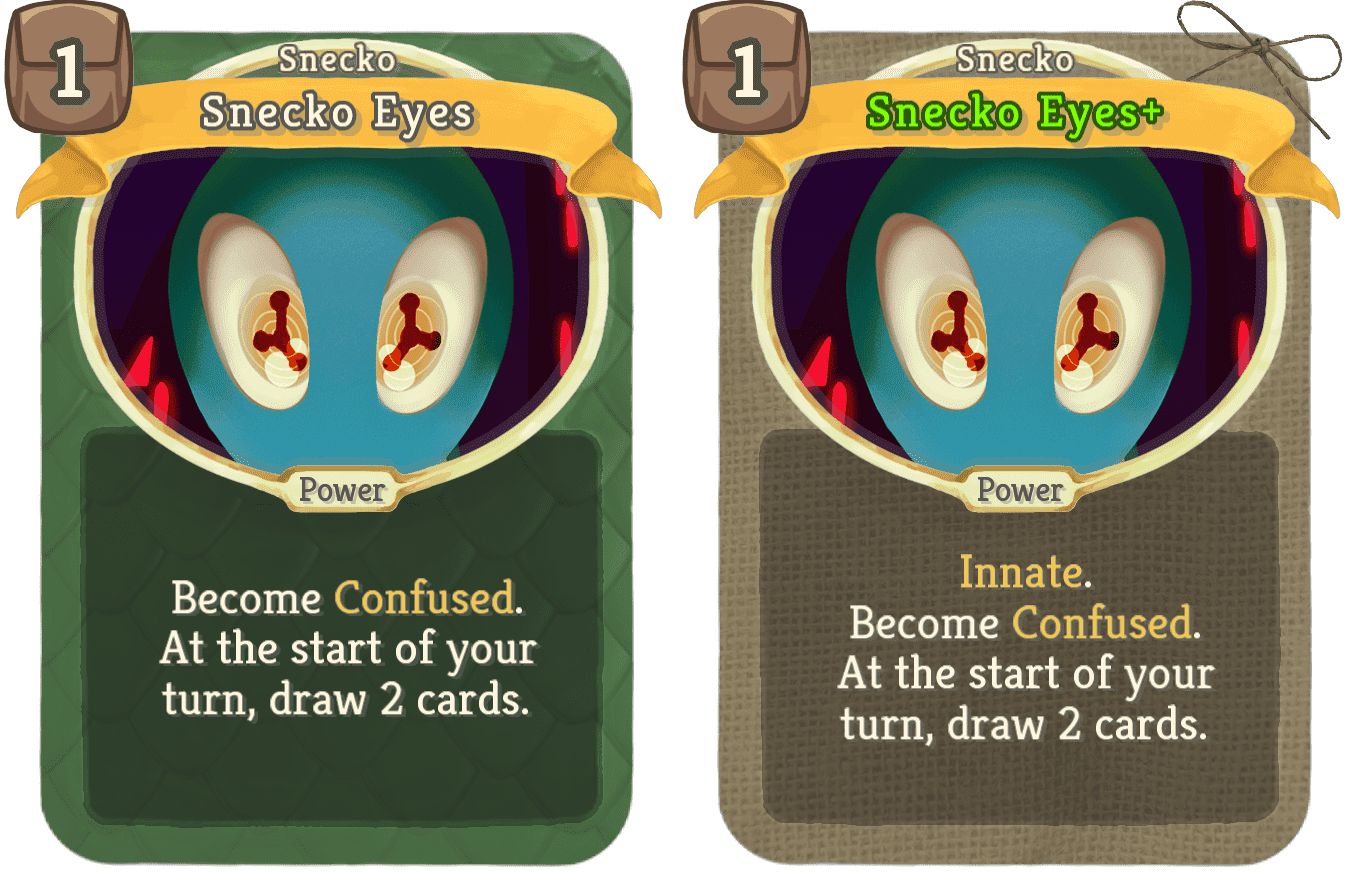 1
Snecko
Snecko Eyes
Power
Become Confused.
At the start of your
turn, draw 2 cards.
1
Snecko
Snecko Eyes+
Power
Innate.
Become Confused.
At the start of your
turn, draw 2 cards.